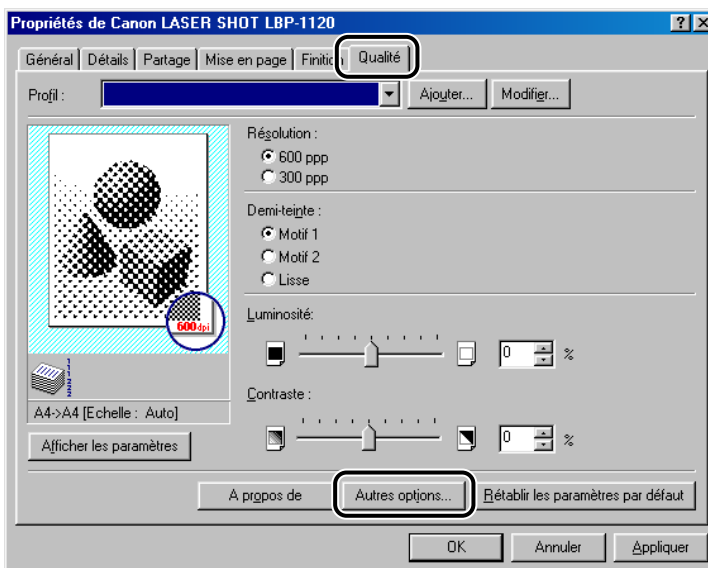 Propriétés de Canon LASER SHOT LBP-1120
Général Détails Partage Mise en page Finition Qualité
Profil : Ajouter... Modifier...
Résolution :
600 ppp
300 ppp
Demi-teinte :
Motif 1
Motif 2
Lisse
600dpi
Luminosité:
0 %
A4->A4 [Echelle : Auto]
Contraste :
0 %
Afficher les paramètres
A propos de Autres options... Rétablir les paramètres par défaut
OK Annuler Appliquer